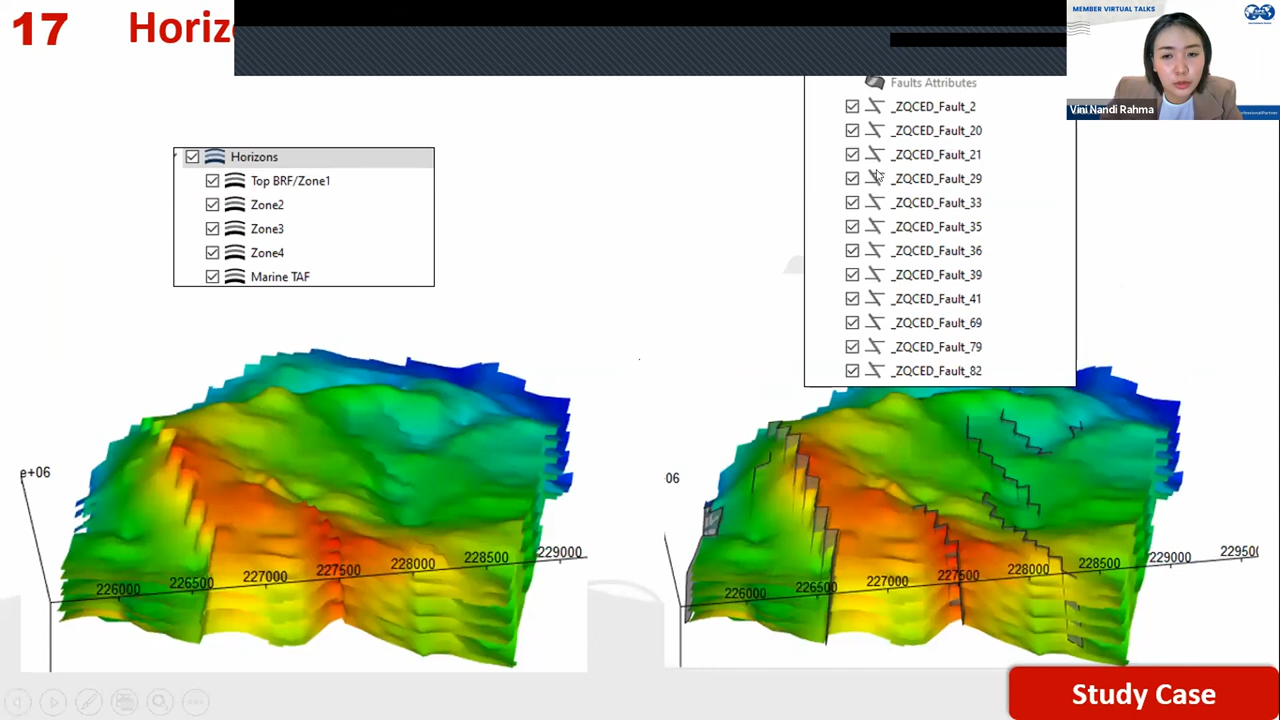 17 Horiz
MEMBER VIRTUAL TALKS
Vini Nandi Rahma
Horizons
Top BRF/Zone1
Zone2
Zone3
Zone4
Marine TAF
Faults Attributes
_ZQCED_Fault_2
_ZQCED_Fault_20
_ZQCED_Fault_21
_ZQCED_Fault_29
_ZQCED_Fault_33
_ZQCED_Fault_35
_ZQCED_Fault_36
_ZQCED_Fault_39
_ZQCED_Fault_41
_ZQCED_Fault_69
_ZQCED_Fault_79
_ZQCED_Fault_82
e+06
226000 226500 227000 227500 228000 228500 229000
06
226000 226500 227000 227500 228000 228500 229000 22950
Study Case